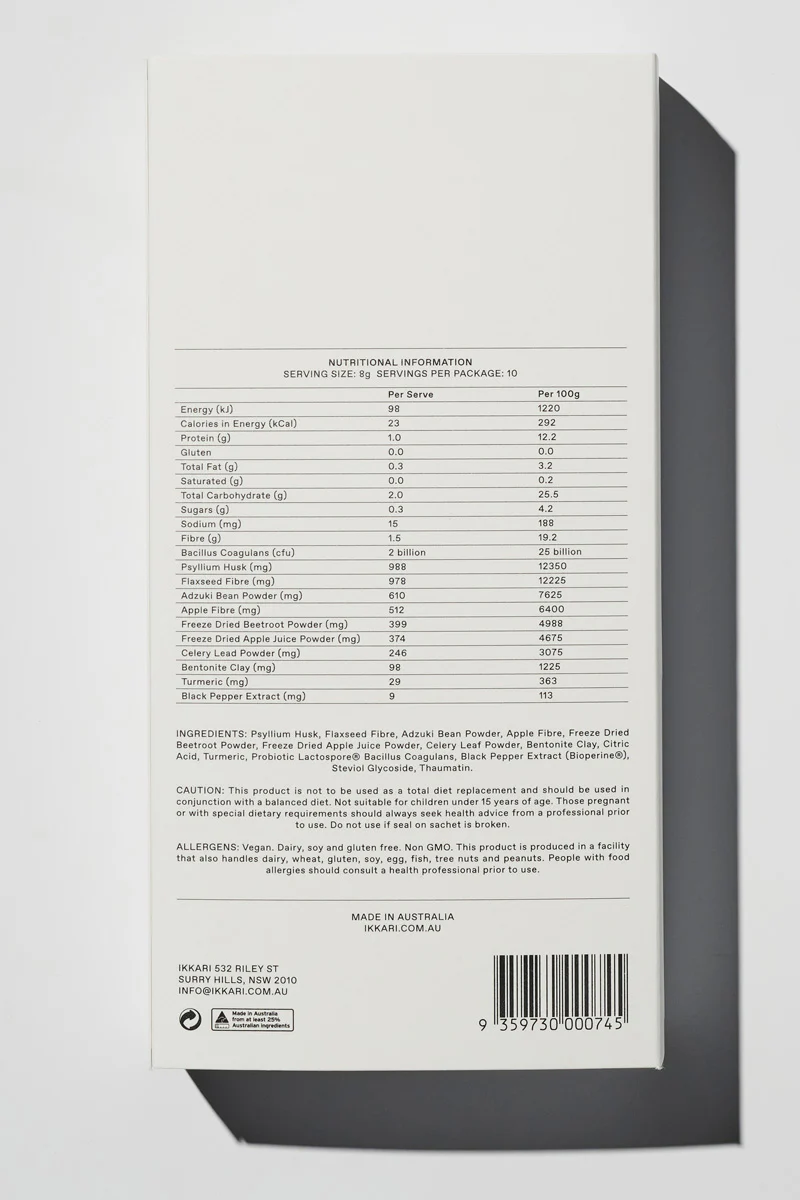 NUTRITIONAL INFORMATION
SERVING SIZE: 8g SERVINGS PER PACKAGE: 10
Per Serve Per 100g
Energy (kJ) 98 1220
Calories in Energy (kCal) 23 292
Protein (g) 1.0 12.2
Gluten 0.0 0.0
Total Fat (g) 0.3 3.2
Saturated (g) 0.0 0.2
Total Carbohydrate (g) 2.0 25.5
Sugars (g) 0.3 4.2
Sodium (mg) 15 188
Fibre (g) 1.5 19.2
Bacillus Coagulans (cfu) 2 billion 25 billion
Psyllium Husk (mg) 988 12350
Flaxseed Fibre (mg) 978 12225
Adzuki Bean Powder (mg) 610 7625
Apple Fibre (mg) 512 6400
Freeze Dried Beetroot Powder (mg) 399 4988
Freeze Dried Apple Juice Powder (mg) 374 4675
Celery Lead Powder (mg) 246 3075
Bentonite Clay (mg) 98 1225
Turmeric (mg) 29 363
Black Pepper Extract (mg) 9 113
INGREDIENTS: Psyllium Husk, Flaxseed Fibre, Adzuki Bean Powder, Apple Fibre, Freeze Dried
Beetroot Powder, Freeze Dried Apple Juice Powder, Celery Leaf Powder, Bentonite Clay, Citric
Acid, Turmeric, Probiotic Lactospore® Bacillus Coagulans, Black Pepper Extract (Bioperine®),
Steviol Glycoside, Thaumatin.
CAUTION: This product is not to be used as a total diet replacement and should be used in
conjunction with a balanced diet. Not suitable for children under 15 years of age. Those pregnant
or with special dietary requirements should always seek health advice from a professional prior
to use. Do not use if seal on sachet is broken.
ALLERGENS: Vegan. Dairy, soy and gluten free. Non GMO. This product is produced in a facility
that also handles dairy, wheat, gluten, soy, egg, fish, tree nuts and peanuts. People with food
allergies should consult a health professional prior to use.
MADE IN AUSTRALIA
IKKARI.COM.AU
IKKARI 532 RILEY ST
SURRY HILLS, NSW 2010
INFO@IKKARI.COM.AU
Made in Australia
from at least 25%
Australian ingredients
9 359730 000745